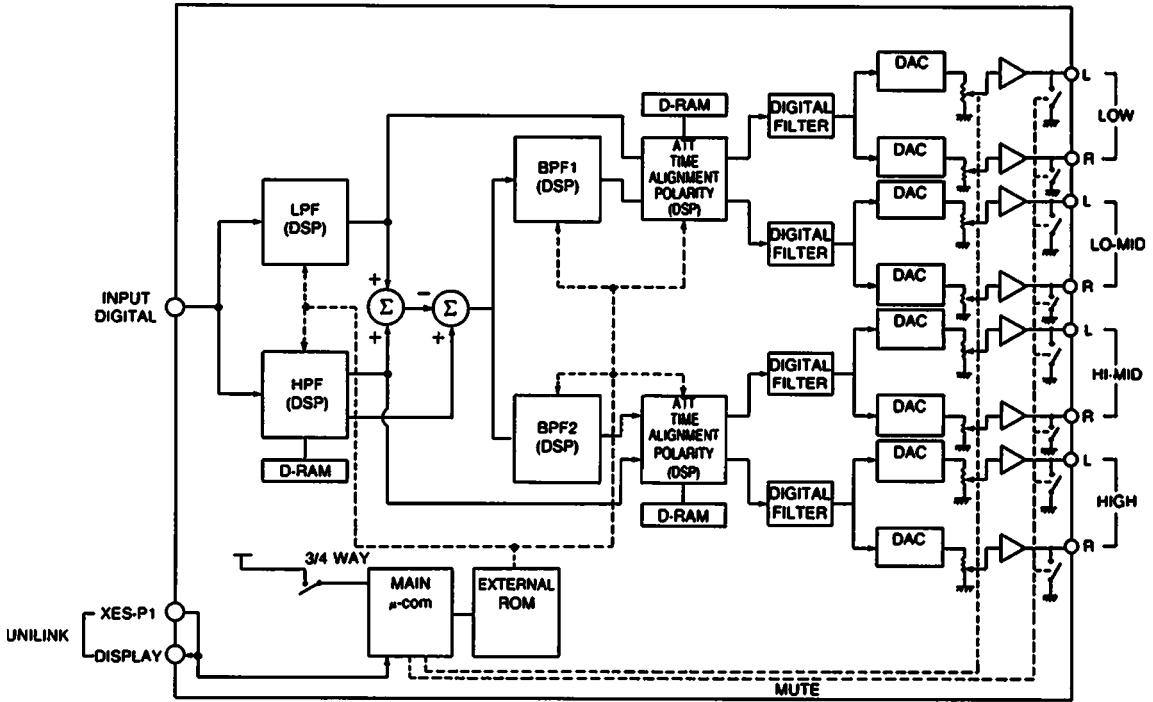 DAC
L
D-RAM
DIGITAL
FILTER
LOW
ATT
TIME
ALIGNMENT
POLARITY
(DSP)
BPF1
(DSP)
DAC
R
LPF
(DSP)
DAC
L
DIGITAL
FILTER
LO-MID
+
Σ
−
Σ
+
+
INPUT
DIGITAL
DAC
R
DAC
L
HPF
(DSP)
D-RAM
BPF2
(DSP)
ATT
TIME
ALIGNMENT
POLARITY
(DSP)
D-RAM
DIGITAL
FILTER
HI-MID
DAC
R
DAC
L
DIGITAL
FILTER
HIGH
DAC
R
3/4 WAY
MAIN
μ-com
EXTERNAL
ROM
UNILINK
XES-P1
DISPLAY
MUTE